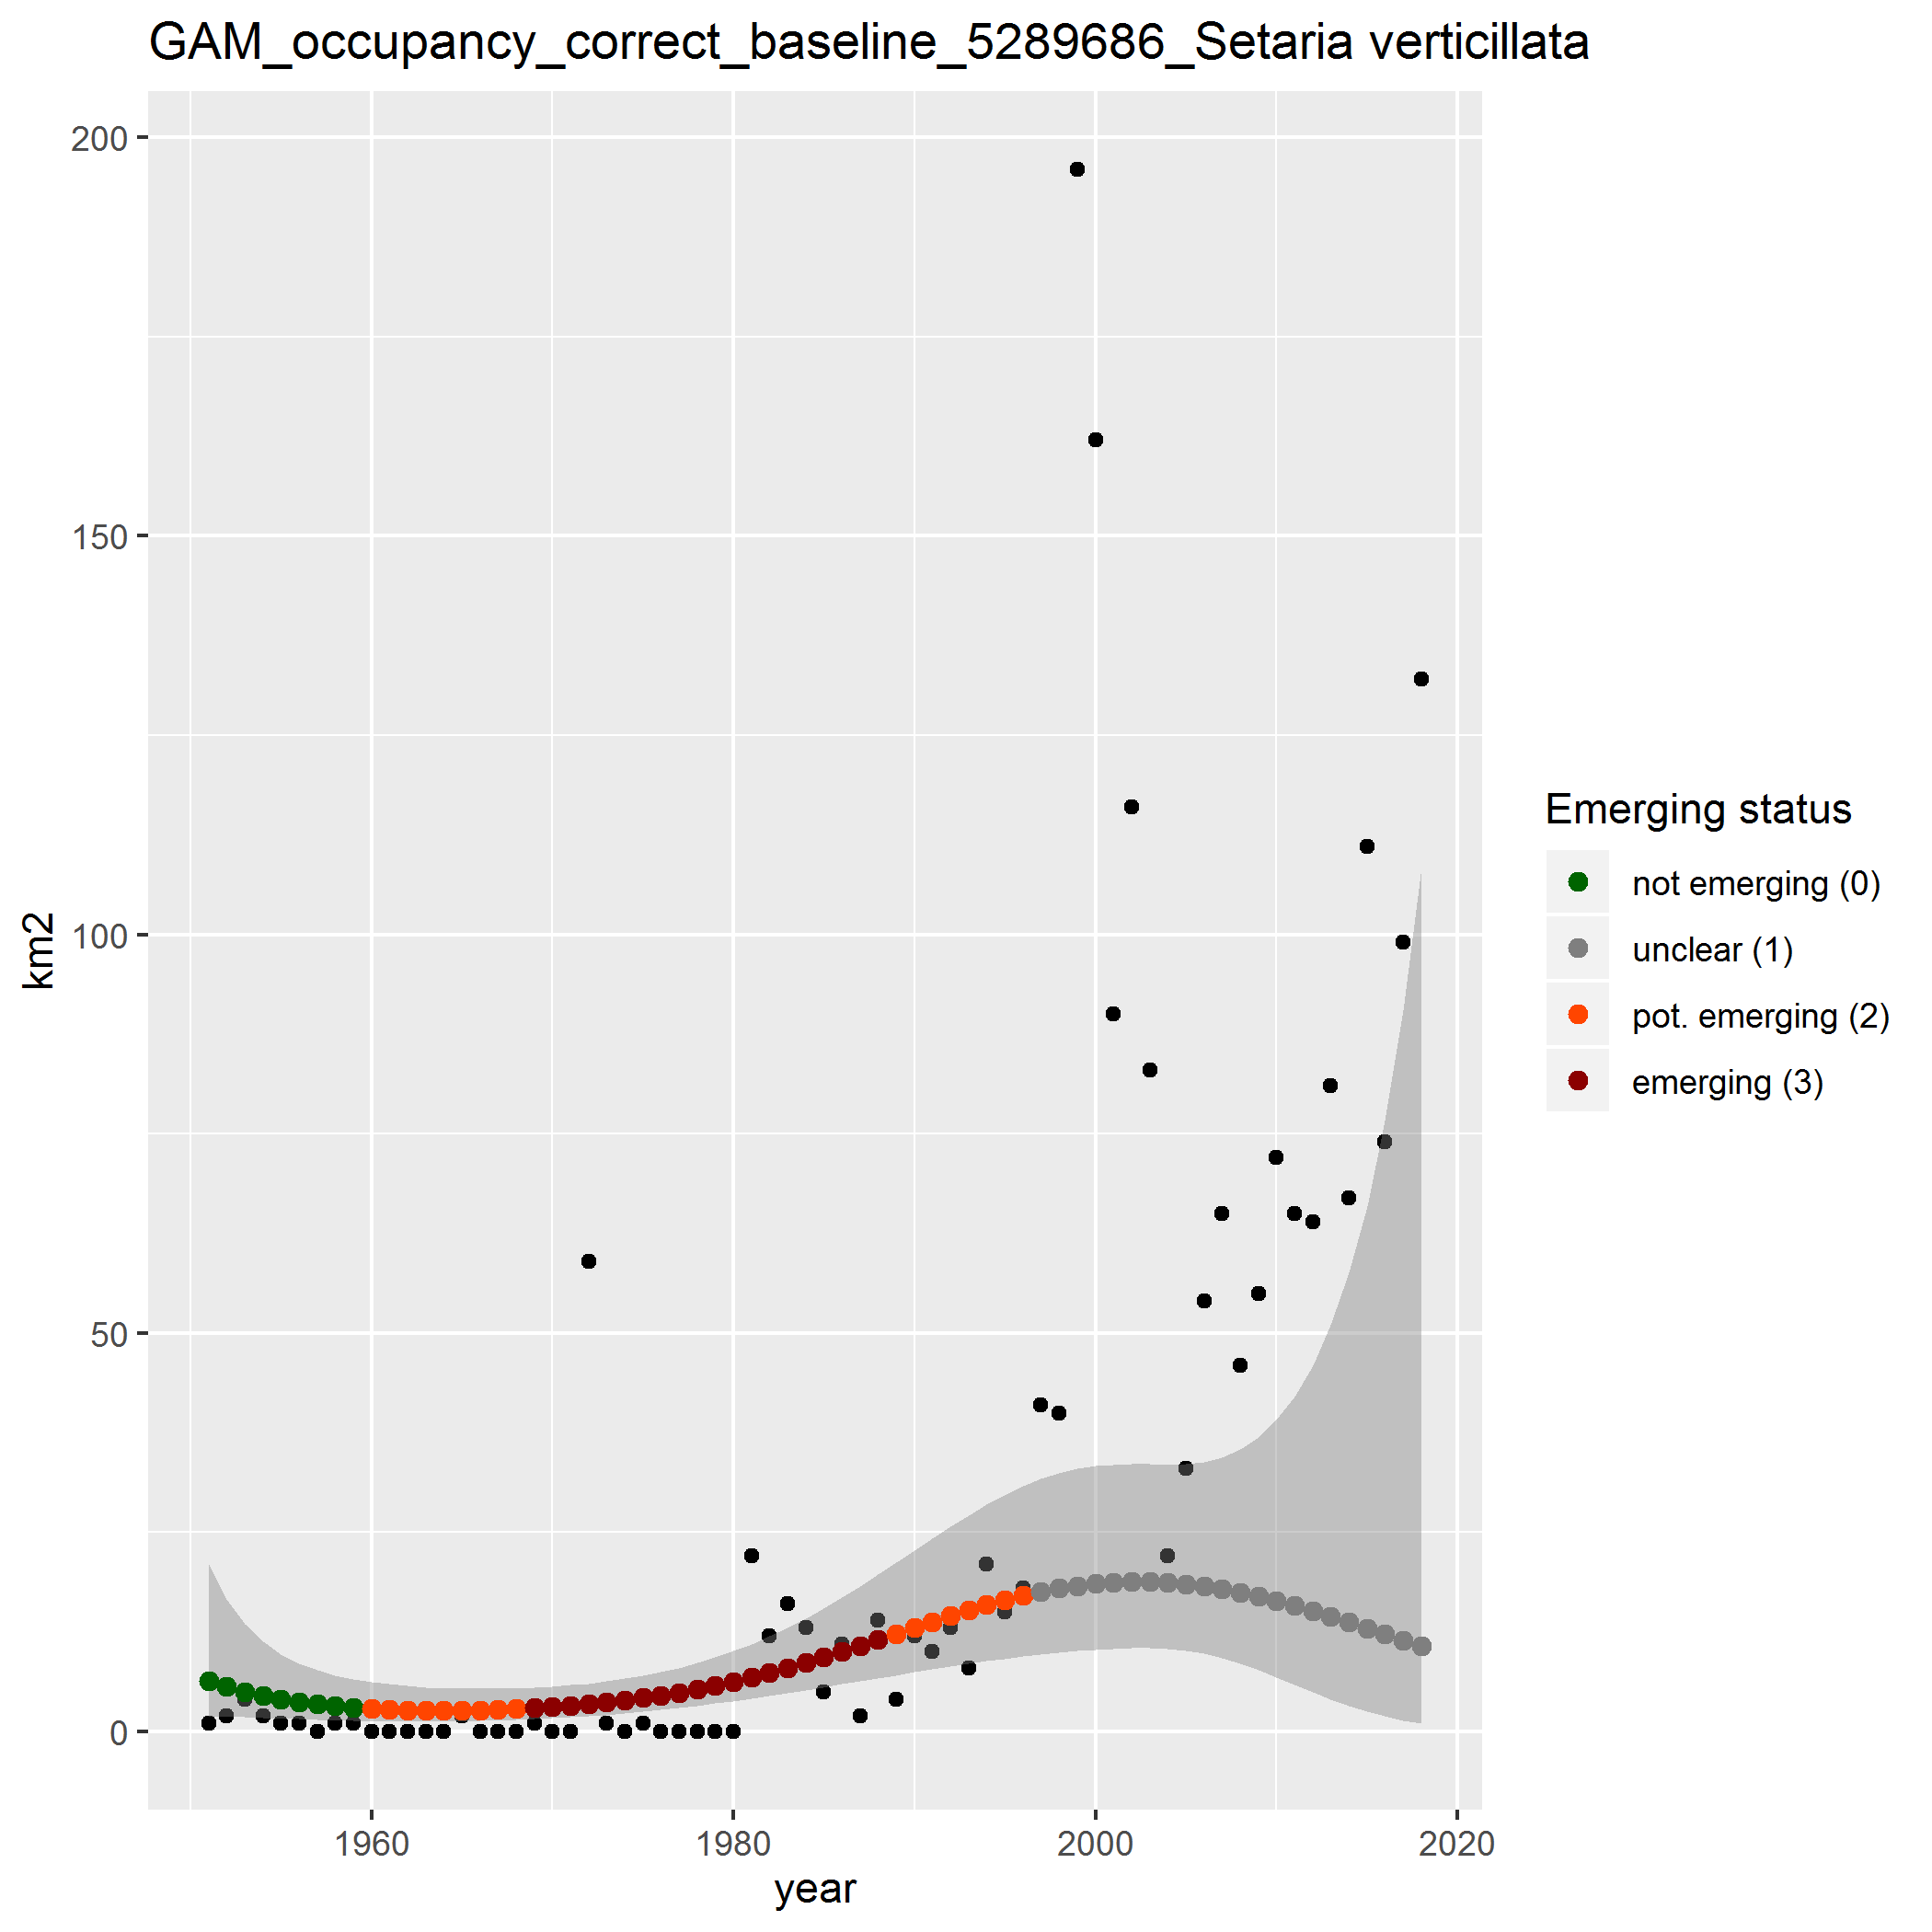 GAM_occupancy_correct_baseline_5289686_Setaria verticillata
200
150
100
50
0
km2
1960 1980 2000 2020
year
Emerging status
not emerging (0)
unclear (1)
pot. emerging (2)
emerging (3)